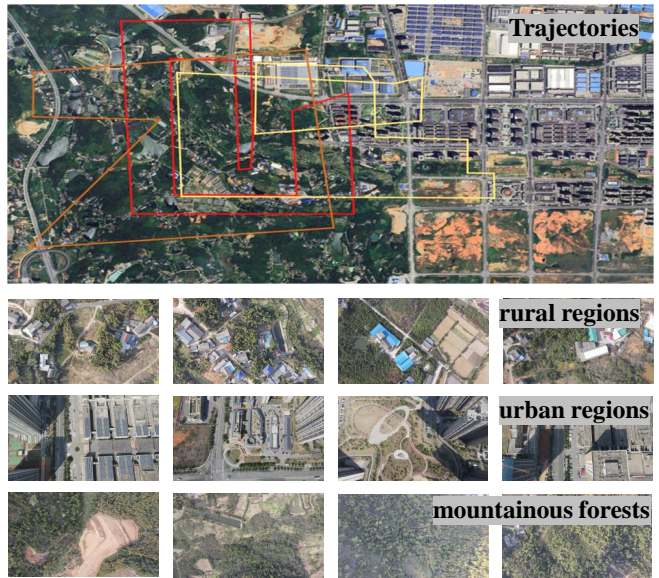 Trajectories
rural regions
urban regions
mountainous forests